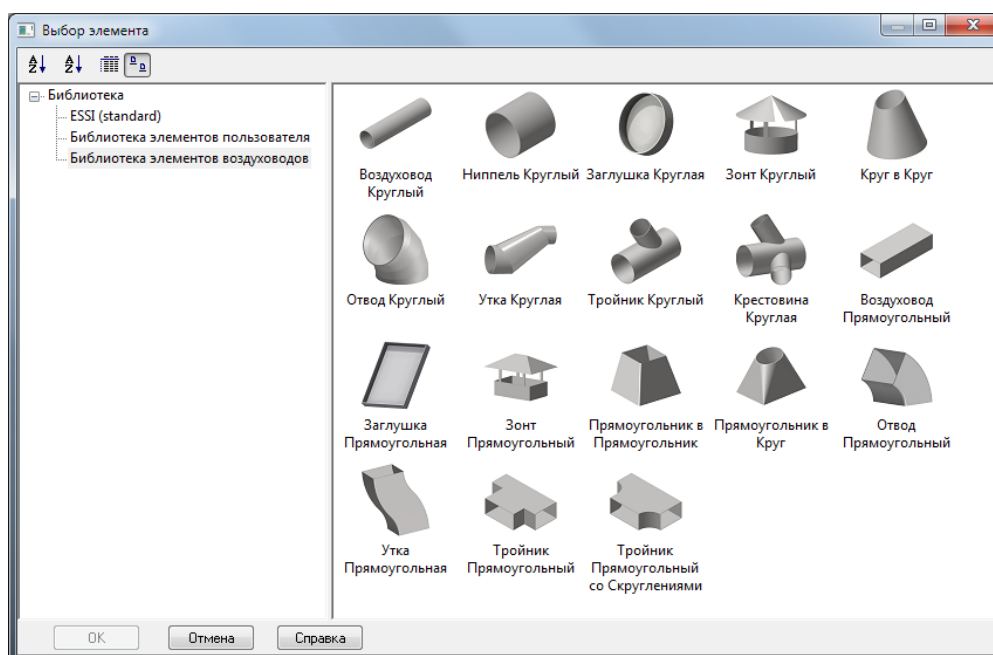 Выбор элемента
Библиотека
ESSI (standard)
Библиотека элементов пользователя
Библиотека элементов воздуховодов
Воздуховод
Круглый
Ниппель Круглый
Заглушка Круглая
Зонт Круглый
Круг в Круг
Отвод Круглый
Утка Круглая
Тройник Круглый
Крестовина
Круглая
Воздуховод
Прямоугольный
Заглушка
Прямоугольная
Зонт
Прямоугольный
Прямоугольник в
Прямоугольник
Прямоугольник в
Круг
Отвод
Прямоугольный
Утка
Прямоугольная
Тройник
Прямоугольный
Тройник
Прямоугольный
со Скруглениями
OK
Отмена
Справка